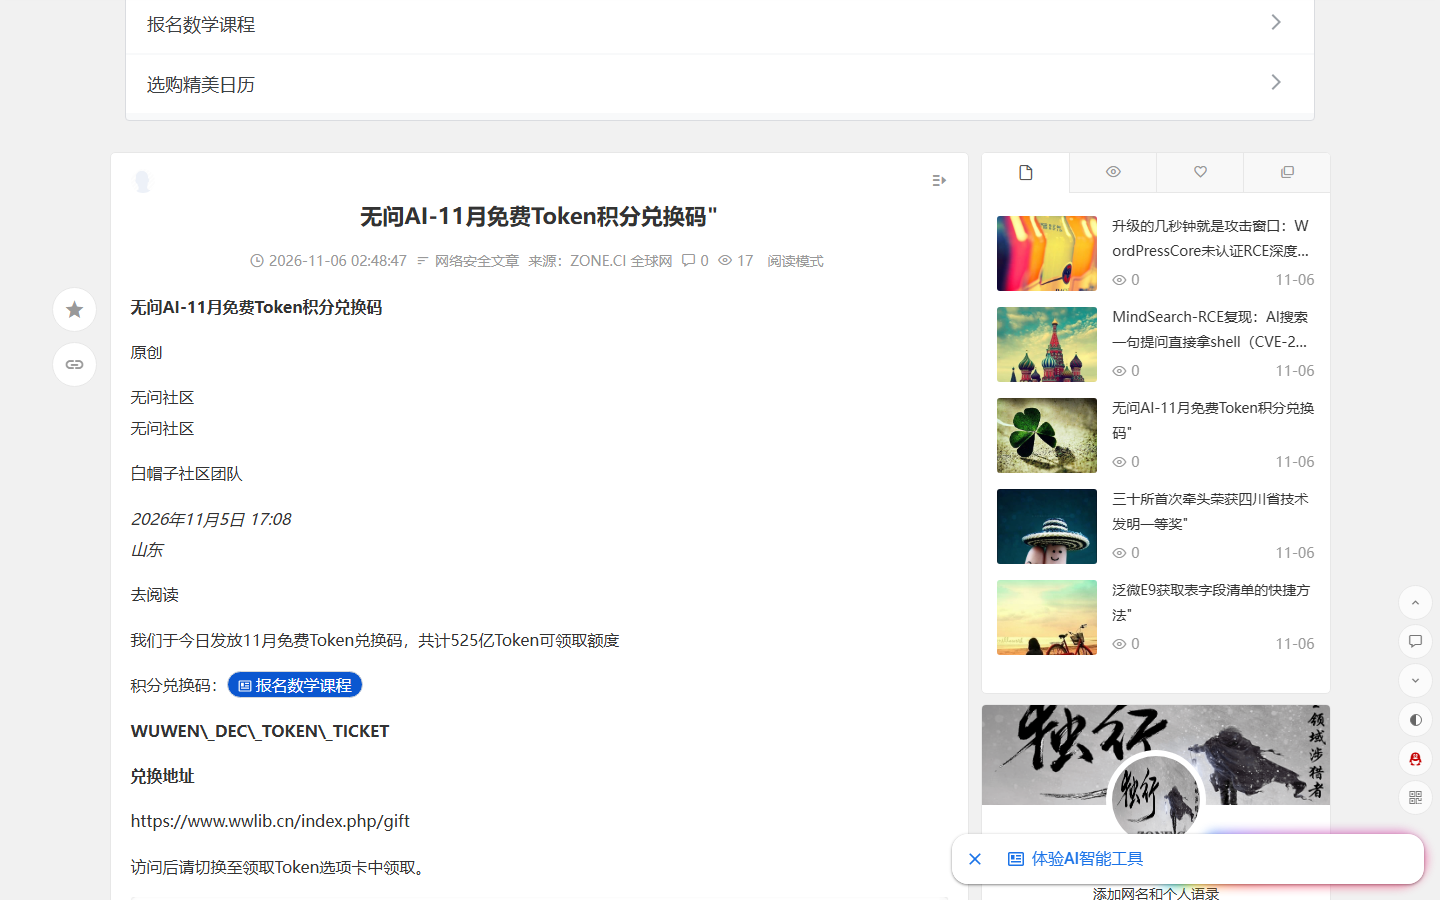 报名数学课程
选购精美日历
无问AI-11月免费Token积分兑换码"
2026-11-06 02:48:47 网络安全文章 来源：ZONE.CI 全球网 0 17 阅读模式
无问AI-11月免费Token积分兑换码
原创
无问社区
无问社区
白帽子社区团队
2026年11月5日 17:08
山东
去阅读
我们于今日发放11月免费Token兑换码，共计525亿Token可领取额度
积分兑换码： 报名数学课程
WUWEN\_DEC\_TOKEN\_TICKET
兑换地址
https://www.wwlib.cn/index.php/gift
访问后请切换至领取Token选项卡中领取。
升级的几秒钟就是攻击窗口：W
ordPressCore未认证RCE深度...
0 11-06
MindSearch-RCE复现：AI搜索
一句提问直接拿shell（CVE-2...
0 11-06
无问AI-11月免费Token积分兑换
码"
0 11-06
三十所首次牵头荣获四川省技术
发明一等奖"
0 11-06
泛微E9获取表字段清单的快捷方
法"
0 11-06
独行
领域涉猎者
独行
体验AI智能工具
添加网名和个人语录